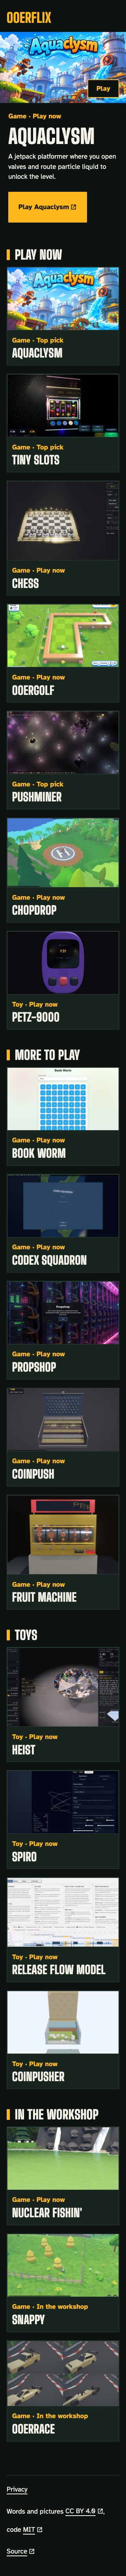 OOERFLIX
Aquaclysm
Play
Game · Play now
AQUACLYSM
A jetpack platformer where you open
valves and route particle liquid to
unlock the level.
Play Aquaclysm
PLAY NOW
Aquaclysm
Game · Top pick
AQUACLYSM
Game · Top pick
TINY SLOTS
Game · Play now
CHESS
Game · Play now
OOERGOLF
Game · Top pick
PUSHMINER
Game · Play now
CHOPDROP
Toy · Play now
PETZ-9000
MORE TO PLAY
Book Worm
Game · Play now
BOOK WORM
Game · Play now
CODEX SQUADRON
Propshop
Game · Play now
PROPSHOP
Game · Play now
COINPUSH
Game · Play now
FRUIT MACHINE
TOYS
Toy · Play now
HEIST
Toy · Play now
SPIRO
Toy · Play now
RELEASE FLOW MODEL
Toy · Play now
COINPUSHER
IN THE WORKSHOP
Game · Play now
NUCLEAR FISHIN'
Game · In the workshop
SNAPPY
Game · In the workshop
OOERRACE
Privacy
Words and pictures CC BY 4.0,
code MIT
Source